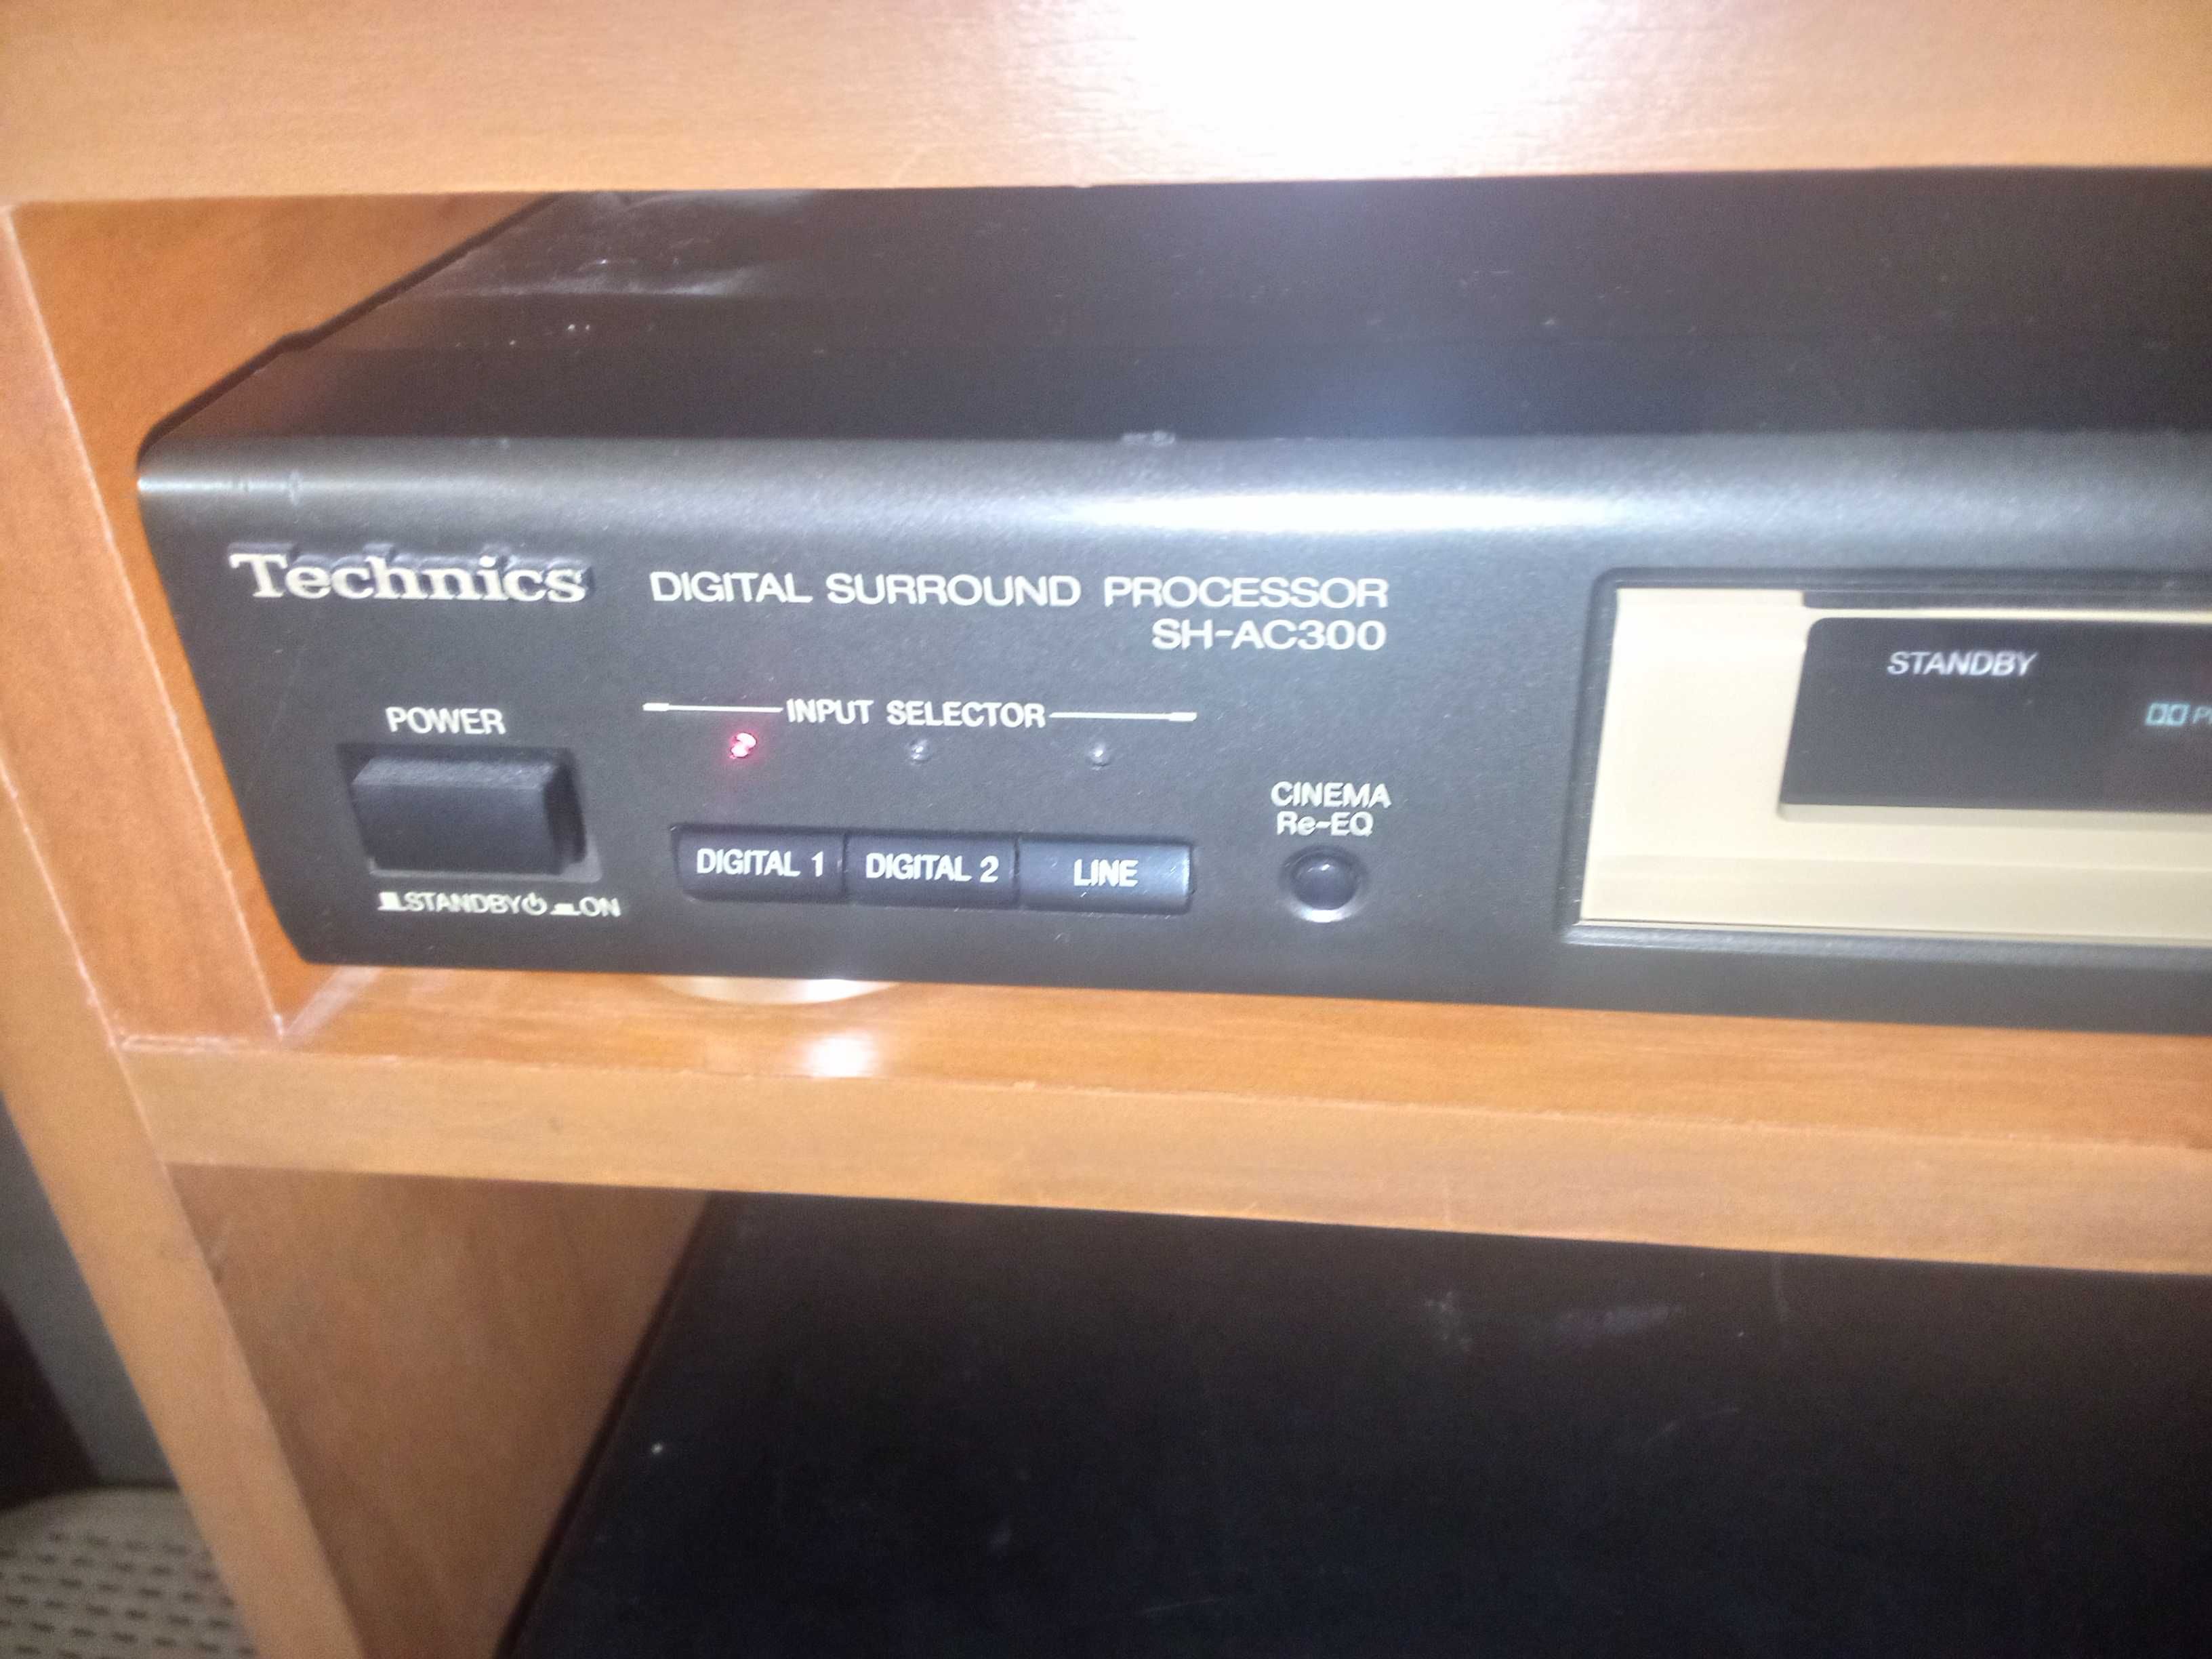 Technics
DIGITAL SURROUND PROCESSOR
SH-AC300
POWER
STANDBY ON
INPUT SELECTOR
DIGITAL 1 DIGITAL 2 LINE
CINEMA
Re-EQ
STANDBY